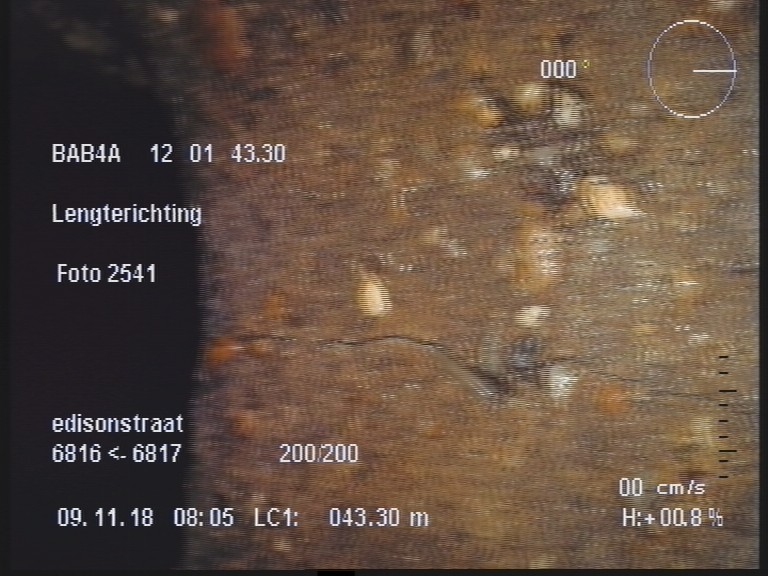 000°
BAB4A 12 01 43.30
Lengterichting
Foto 2541
edisonstraat
6816 <- 6817 200/200
00 cm/s
09.11.18 08:05 LC1: 043.30 m H:+00.8 %